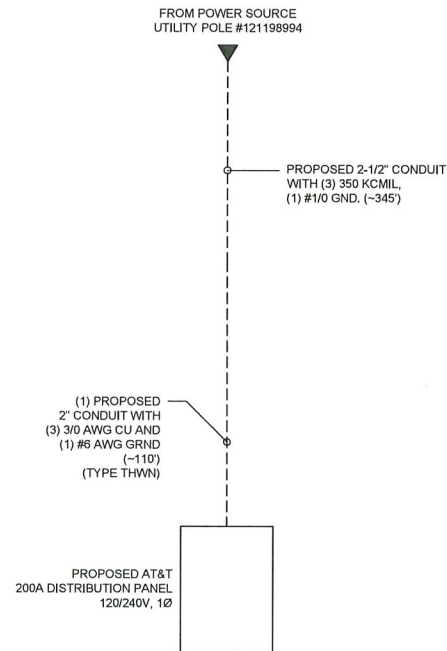 FROM POWER SOURCE
UTILITY POLE #121198994
PROPOSED 2-1/2" CONDUIT
WITH (3) 350 KCMIL,
(1) #1/0 GND. (~345')
(1) PROPOSED
2" CONDUIT WITH
(3) 3/0 AWG CU AND
(1) #6 AWG GRND
(~110')
(TYPE THWN)
PROPOSED AT&T
200A DISTRIBUTION PANEL
120/240V, 1Ø